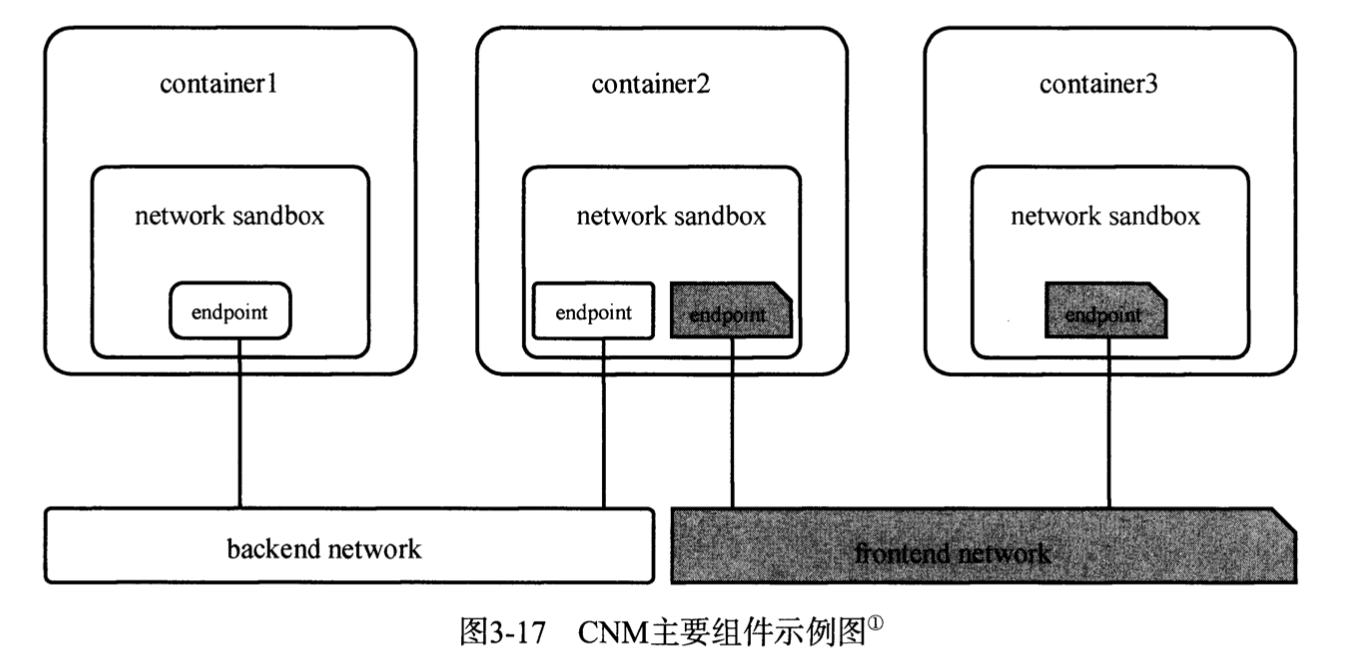 container1
container2
container3
network sandbox
network sandbox
network sandbox
endpoint
endpoint
endpoint
endpoint
backend network
frontend network
图3-17 CNM主要组件示例图①